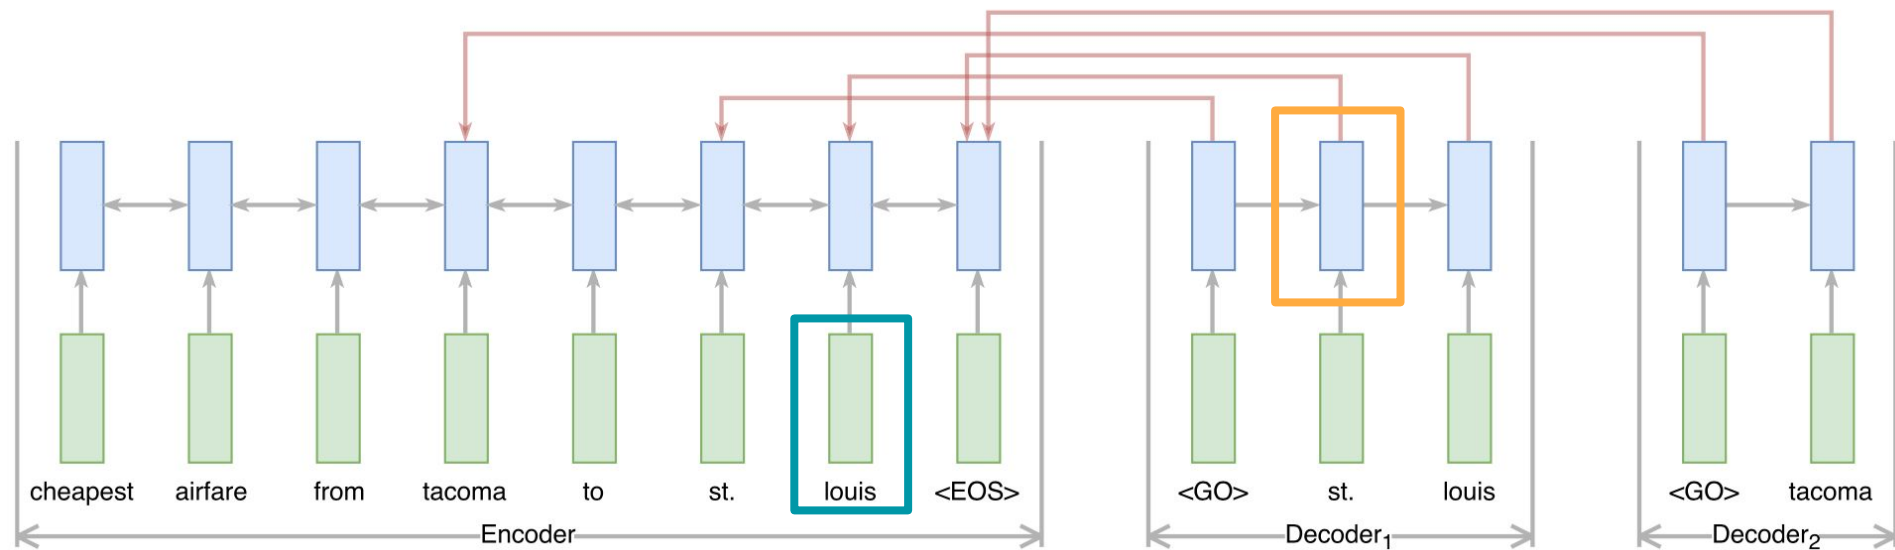 cheapest airfare from tacoma to st. louis <EOS> <GO> st. louis <GO> tacoma
Encoder Decoder1 Decoder2